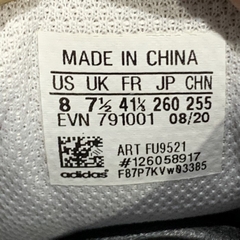 MADE IN CHINA
US UK FR JP CHN
8 7½ 41⅓ 260 255
EVN 791001 08/20
ART FU9521
#126058917
F87P7KVw03385
adidas